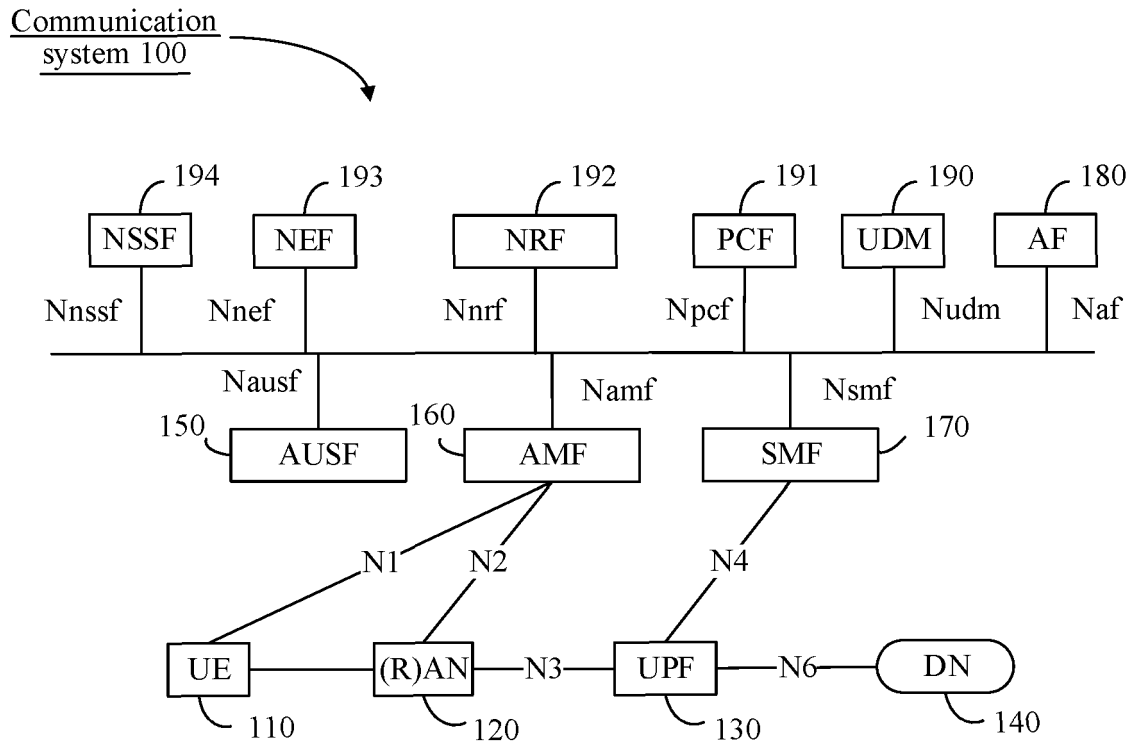 Communication
system 100
194
193
192
191
190
180
NSSF
NEF
NRF
PCF
UDM
AF
Nnssf
Nnef
Nnrf
Npcf
Nudm
Naf
Nausf
Namf
Nsmf
150
AUSF
160
AMF
SMF
170
N1
N2
N4
UE
(R)AN
N3
UPF
N6
DN
110
120
130
140